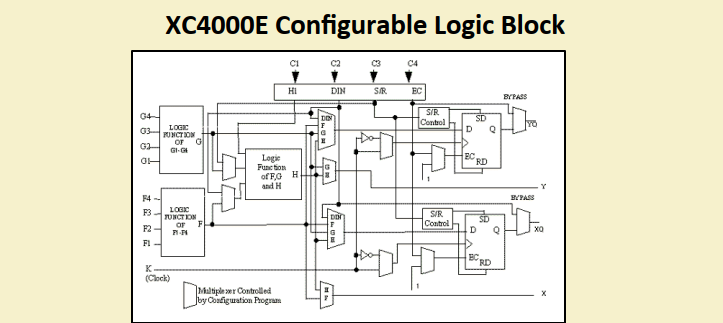 XC4000E Configurable Logic Block
C1 C2 C3 C4
H1 DIN S/R EC
BYPASS
G4
G3
G2
G1
LOGIC
FUNCTION
OF
G1-G4
G
DIN
F
G
H
S/R
Control
SD
D Q
EC
RD
1
YQ
Logic
Function
of F,G
and H
H
G
H
Y
F4
F3
F2
F1
LOGIC
FUNCTION
OF
F1-F4
F
BYPASS
DIN
F
G
H
S/R
Control
SD
D Q
EC
RD
1
XQ
K
(Clock)
H
F
X
Multiplexer Controlled
by Configuration Program